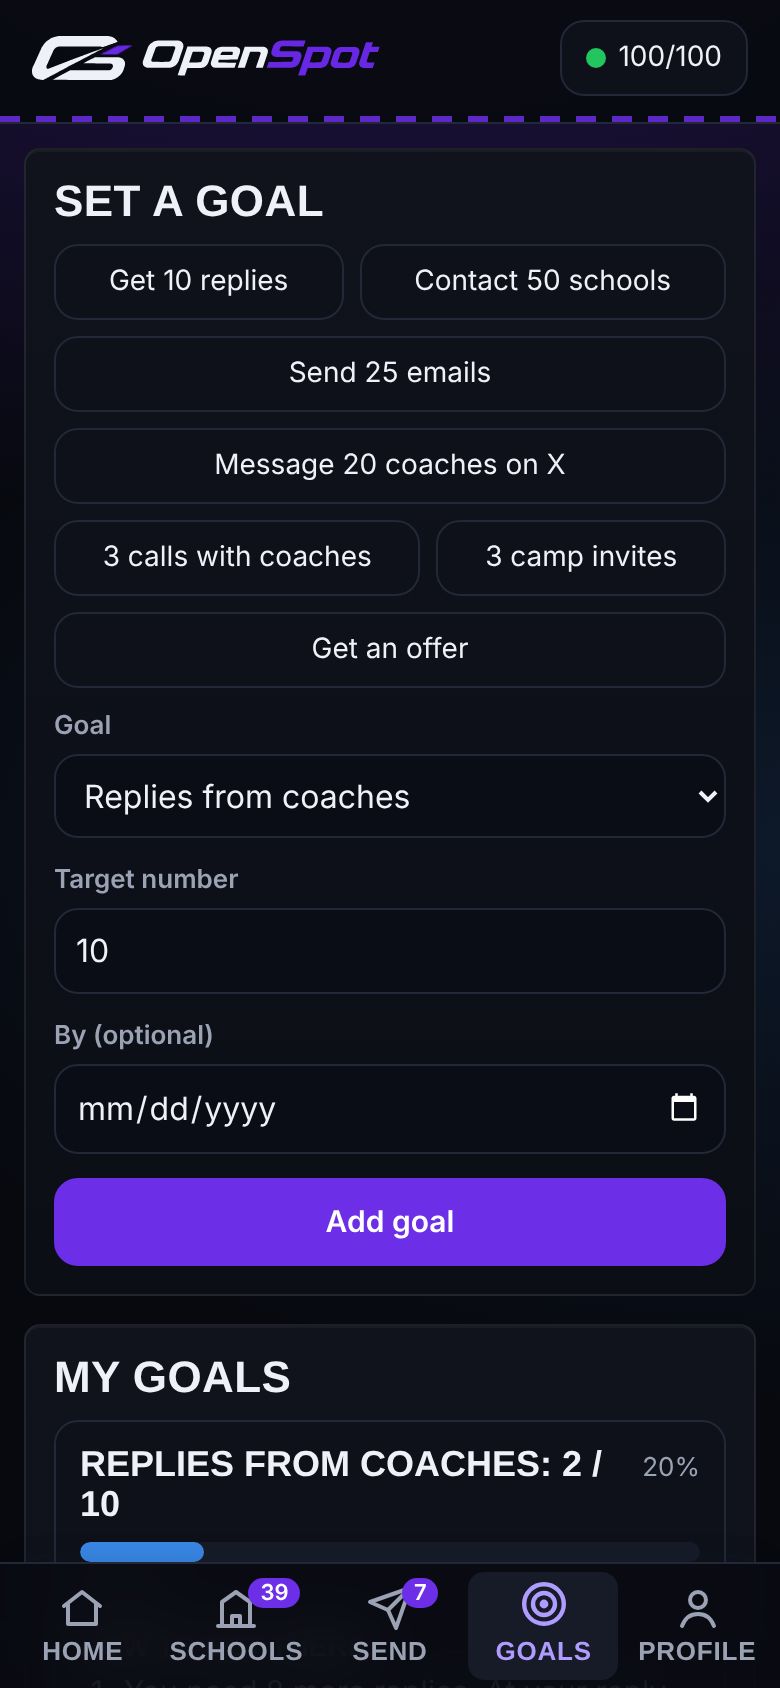 OpenSpot
100/100
SET A GOAL
Get 10 replies
Contact 50 schools
Send 25 emails
Message 20 coaches on X
3 calls with coaches
3 camp invites
Get an offer
Goal
Replies from coaches
Target number
10
By (optional)
mm/dd/yyyy
Add goal
MY GOALS
REPLIES FROM COACHES: 2 /
10
20%
39
7
HOME
SCHOOLS
SEND
GOALS
PROFILE